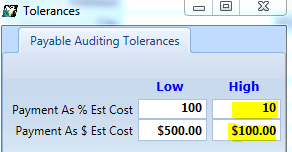 Tolerances
Payable Auditing Tolerances
Low High
Payment As % Est Cost 100 10
Payment As $ Est Cost $500.00 $100.00